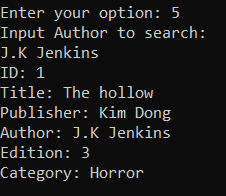 Enter your option: 5
Input Author to search:
J.K Jenkins
ID: 1
Title: The hollow
Publisher: Kim Dong
Author: J.K Jenkins
Edition: 3
Category: Horror